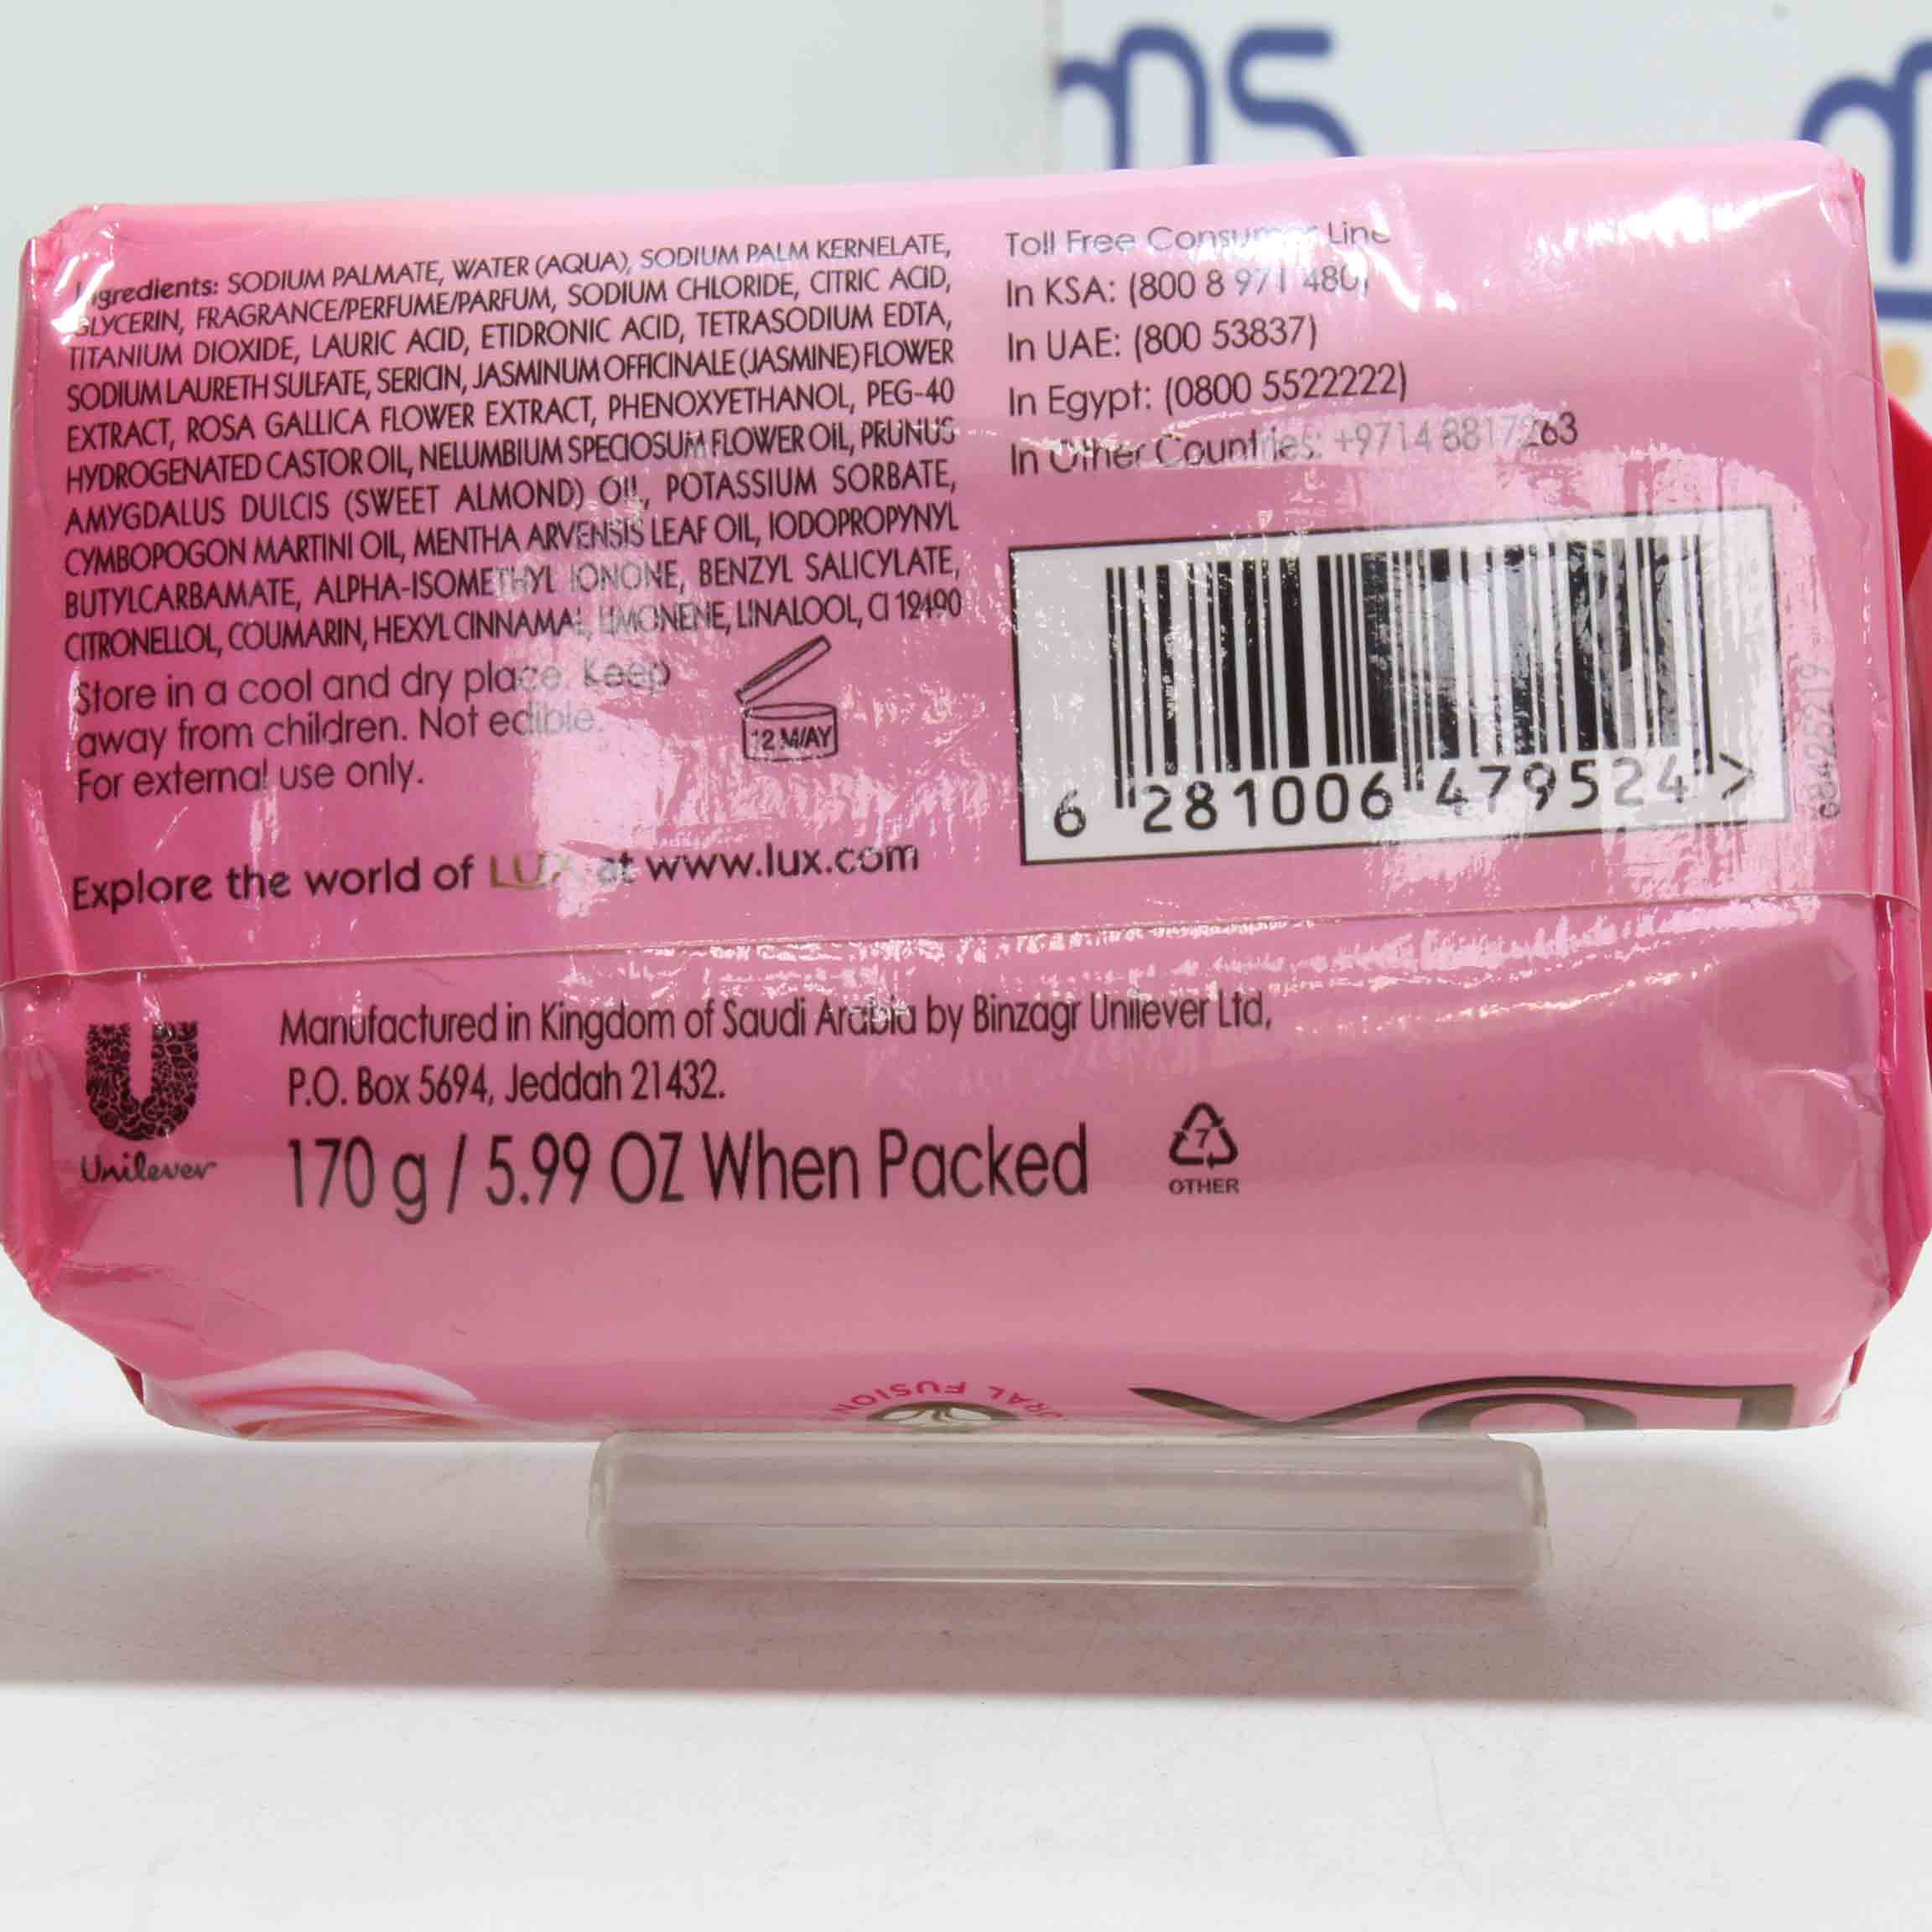 ms
Ingredients: SODIUM PALMATE, WATER (AQUA), SODIUM PALM KERNELATE,
GLYCERIN, FRAGRANCE/PERFUME/PARFUM, SODIUM CHLORIDE, CITRIC ACID,
TITANIUM DIOXIDE, LAURIC ACID, ETIDRONIC ACID, TETRASODIUM EDTA,
SODIUM LAURETH SULFATE, SERICIN, JASMINUM OFFICINALE (JASMINE) FLOWER
EXTRACT, ROSA GALLICA FLOWER EXTRACT, PHENOXYETHANOL, PEG-40
HYDROGENATED CASTOR OIL, NELUMBIUM SPECIOSUM FLOWER OIL, PRUNUS
AMYGDALUS DULCIS (SWEET ALMOND) OIL, POTASSIUM SORBATE,
CYMBOPOGON MARTINI OIL, MENTHA ARVENSIS LEAF OIL, IODOPROPYNYL
BUTYLCARBAMATE, ALPHA-ISOMETHYL IONONE, BENZYL SALICYLATE,
CITRONELLOL, COUMARIN, HEXYL CINNAMAL, LIMONENE, LINALOOL, CI 12490
Store in a cool and dry place. Keep
away from children. Not edible.
For external use only.
12 M/AY
Explore the world of LUX at www.lux.com
Toll Free Consumer Line
In KSA: (800 8 971 480)
In UAE: (800 53837)
In Egypt: (0800 5522222)
In Other Countries: +9714 8817263
6 281006 479524 >
68425219
Manufactured in Kingdom of Saudi Arabia by Binzagr Unilever Ltd,
P.O. Box 5694, Jeddah 21432.
170 g / 5.99 OZ When Packed
Unilever
7
OTHER
FUSION